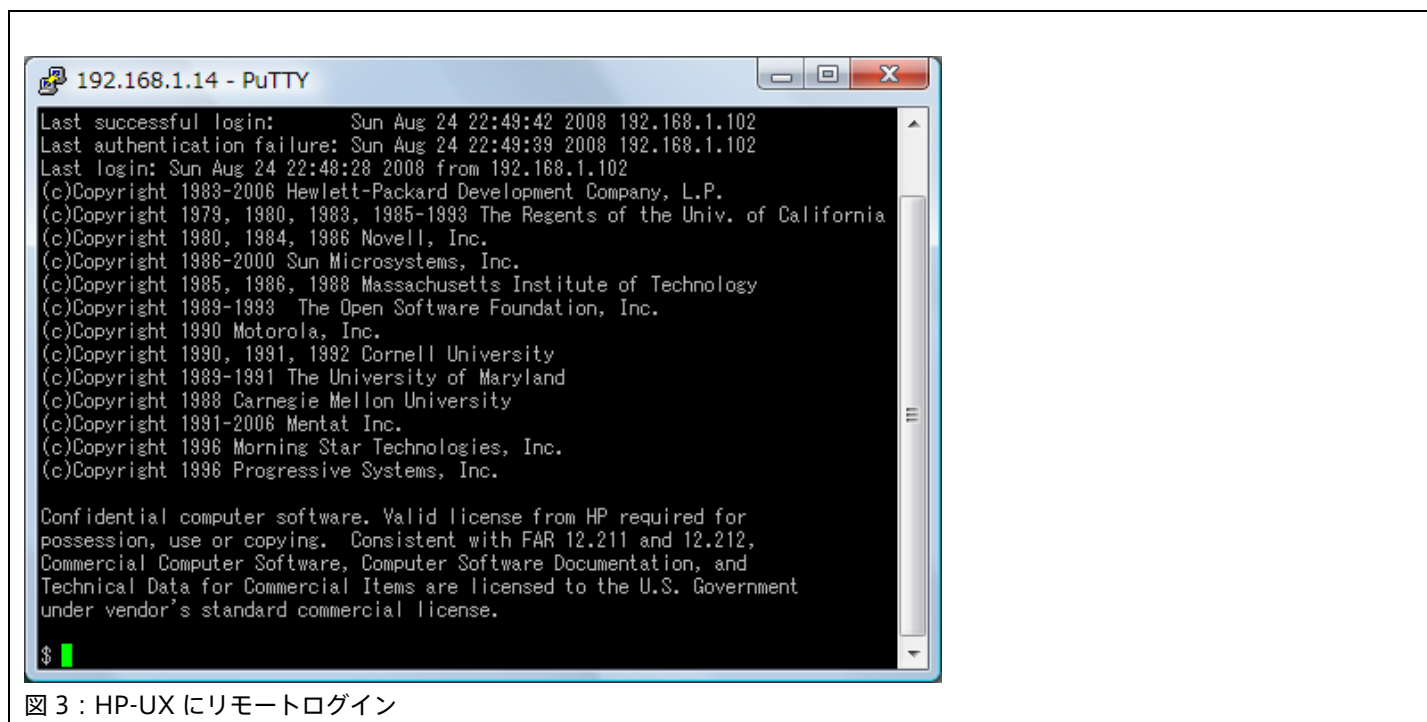 192.168.1.14 - PuTTY
Last successful login:       Sun Aug 24 22:49:42 2008 192.168.1.102
Last authentication failure: Sun Aug 24 22:49:39 2008 192.168.1.102
Last login: Sun Aug 24 22:48:28 2008 from 192.168.1.102
(c)Copyright 1983-2006 Hewlett-Packard Development Company, L.P.
(c)Copyright 1979, 1980, 1983, 1985-1993 The Regents of the Univ. of California
(c)Copyright 1980, 1984, 1986 Novell, Inc.
(c)Copyright 1986-2000 Sun Microsystems, Inc.
(c)Copyright 1985, 1986, 1988 Massachusetts Institute of Technology
(c)Copyright 1989-1993  The Open Software Foundation, Inc.
(c)Copyright 1990 Motorola, Inc.
(c)Copyright 1990, 1991, 1992 Cornell University
(c)Copyright 1989-1991 The University of Maryland
(c)Copyright 1988 Carnegie Mellon University
(c)Copyright 1991-2006 Mentat Inc.
(c)Copyright 1996 Morning Star Technologies, Inc.
(c)Copyright 1996 Progressive Systems, Inc.
Confidential computer software. Valid license from HP required for
possession, use or copying.  Consistent with FAR 12.211 and 12.212,
Commercial Computer Software, Computer Software Documentation, and
Technical Data for Commercial Items are licensed to the U.S. Government
under vendor's standard commercial license.
$
図 3：HP-UX にリモートログイン